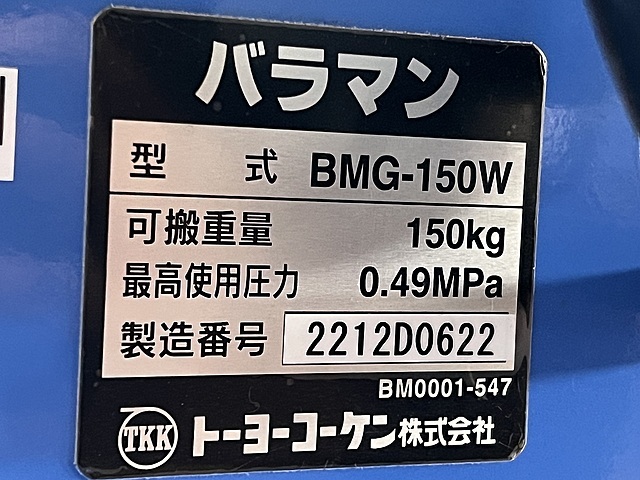 バラマン
型 式 BMG-150W
可搬重量 150kg
最高使用圧力 0.49MPa
製造番号 2212D0622
BM0001-547
TKK トーヨーコーケン株式会社